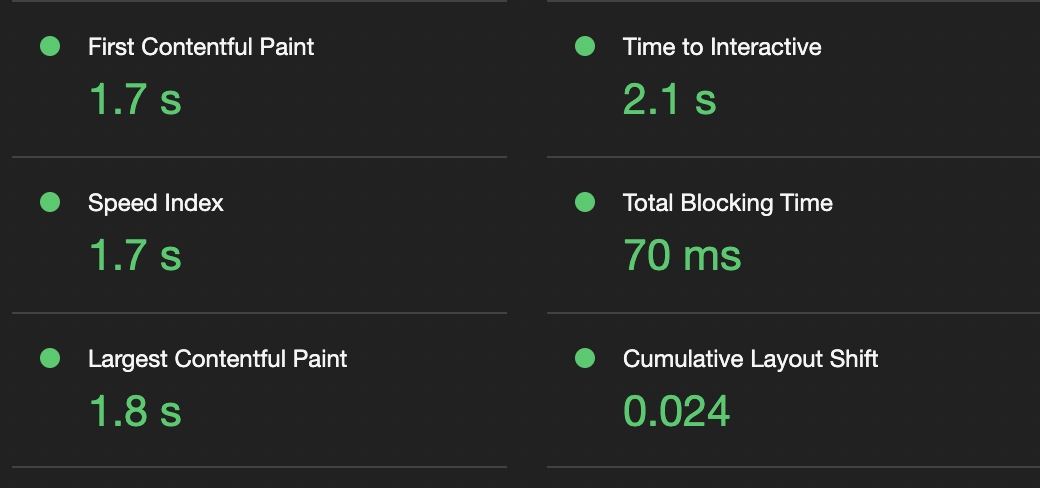 First Contentful Paint
1.7 s
Time to Interactive
2.1 s
Speed Index
1.7 s
Total Blocking Time
70 ms
Largest Contentful Paint
1.8 s
Cumulative Layout Shift
0.024